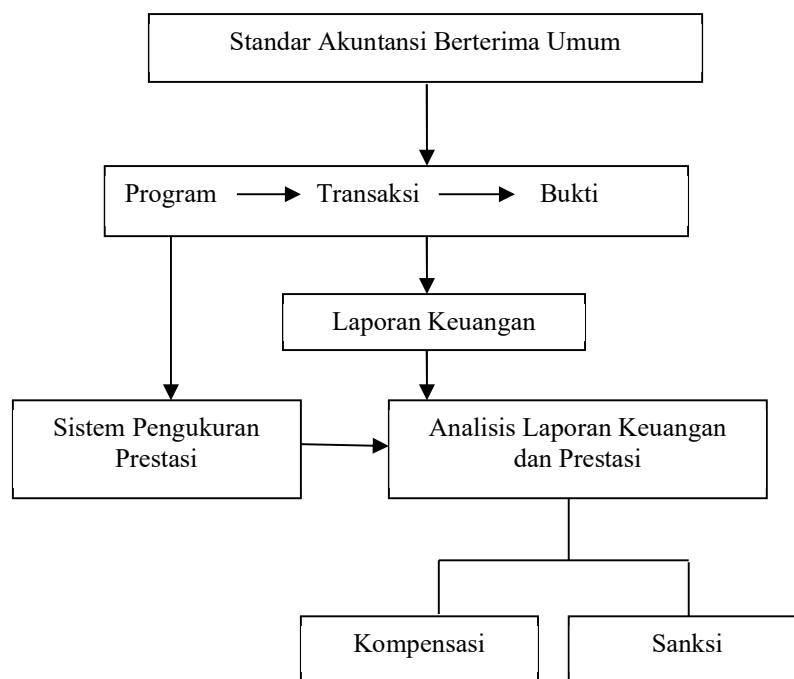 Standar Akuntansi Berterima Umum
Program Transaksi Bukti
Laporan Keuangan
Sistem Pengukuran
Prestasi
Analisis Laporan Keuangan
dan Prestasi
Kompensasi
Sanksi